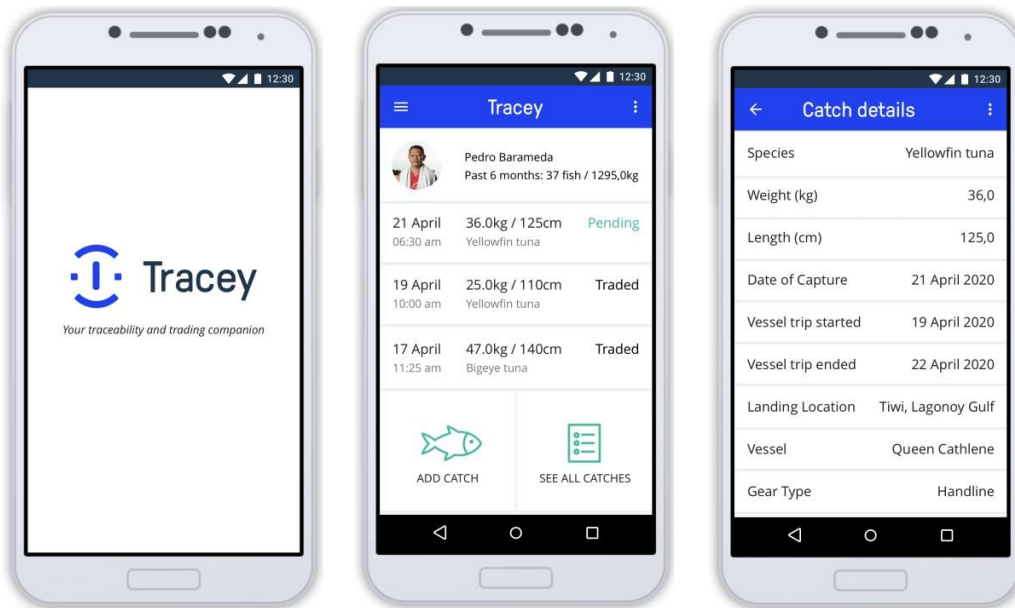 12:30
Tracey
Your traceability and trading companion
12:30
Tracey
Pedro Barameda
Past 6 months: 37 fish / 1295,0kg
21 April 36.0kg / 125cm Pending
06:30 am Yellowfin tuna
19 April 25.0kg / 110cm Traded
10:00 am Yellowfin tuna
17 April 47.0kg / 140cm Traded
11:25 am Bigeye tuna
ADD CATCH SEE ALL CATCHES
12:30
Catch details
Species Yellowfin tuna
Weight (kg) 36,0
Length (cm) 125,0
Date of Capture 21 April 2020
Vessel trip started 19 April 2020
Vessel trip ended 22 April 2020
Landing Location Tiwi, Lagonoy Gulf
Vessel Queen Cathlene
Gear Type Handline